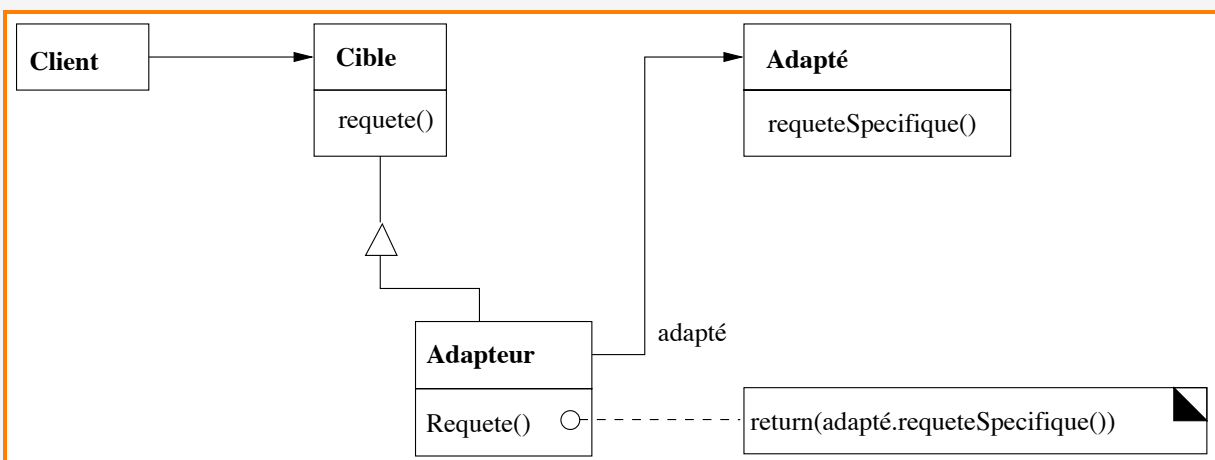 Client
Cible
requete()
Adapté
requeteSpecifique()
adapté
Adapteur
Requete()
return(adapté.requeteSpecifique())